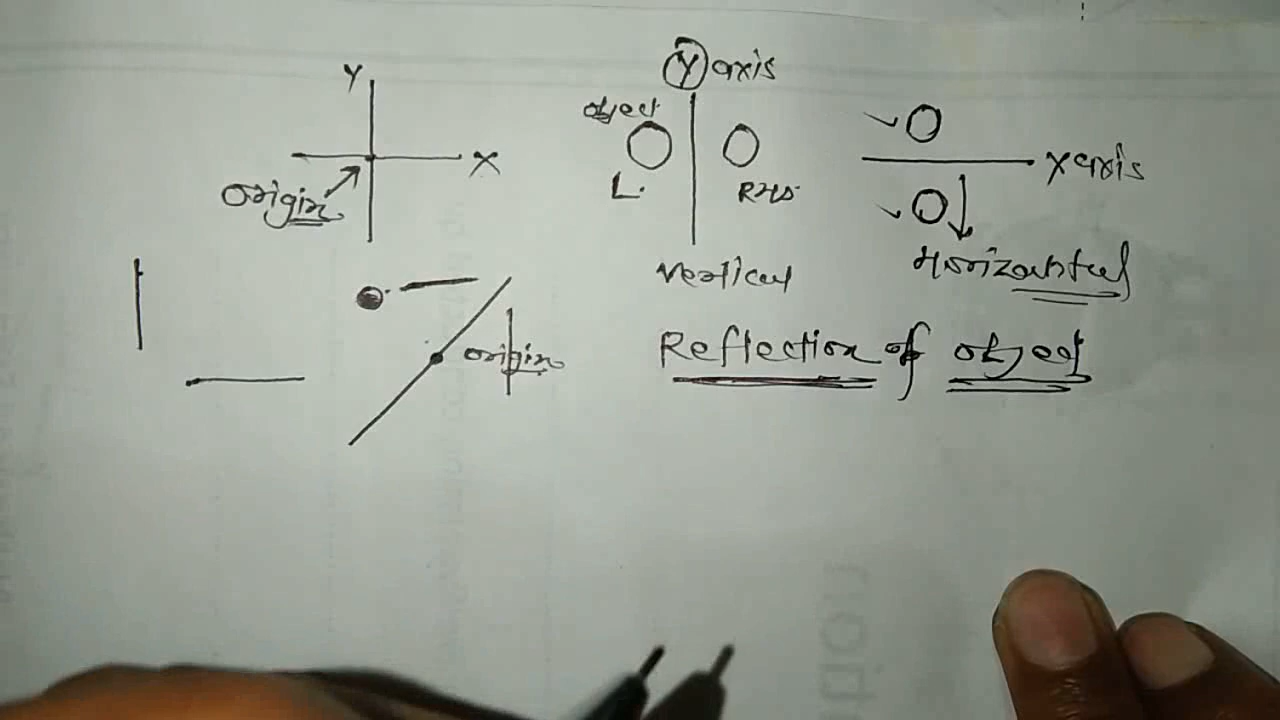 Y
X
origin
Y axis
object
L.
RHS
Vertical
X axis
Horizontal
origin
Reflection of object